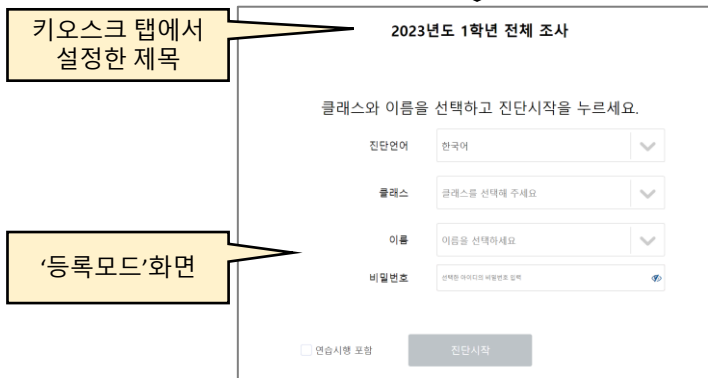 키오스크 탭에서
설정한 제목
2023년도 1학년 전체 조사
클래스와 이름을 선택하고 진단시작을 누르세요.
진단언어
한국어
클래스
클래스를 선택해 주세요
이름
이름을 선택하세요
‘등록모드’화면
비밀번호
선택한 아이디의 비밀번호 입력
연습시행 포함
진단시작